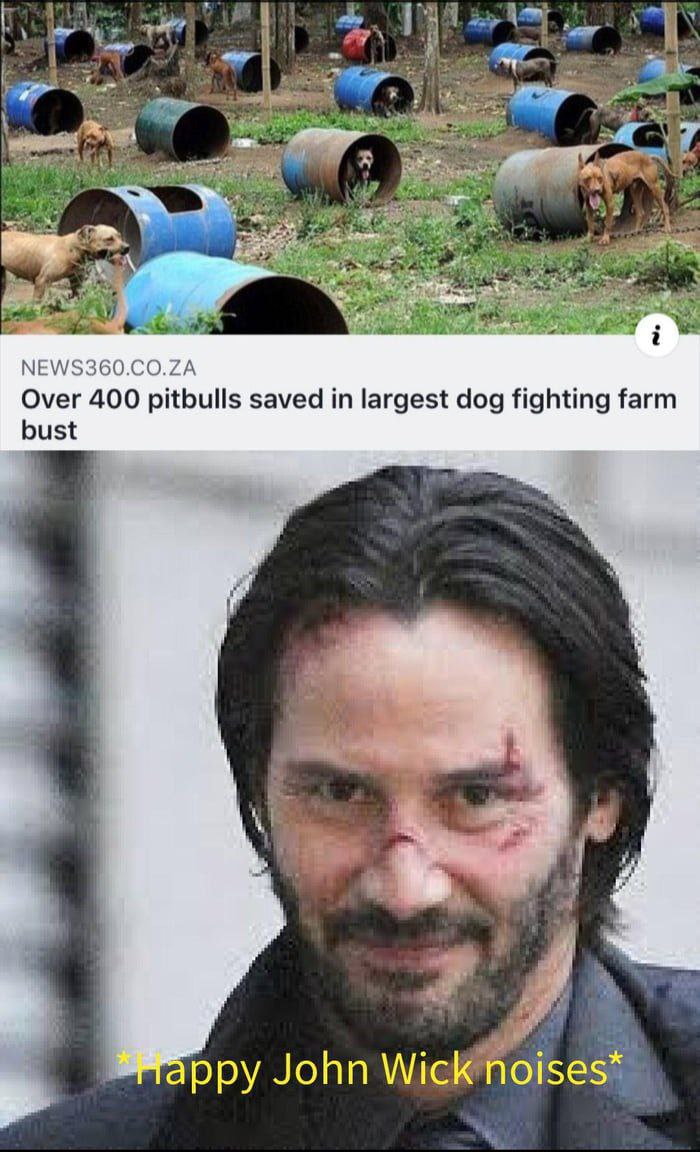 i
NEWS360.CO.ZA
Over 400 pitbulls saved in largest dog fighting farm
bust
*Happy John Wick noises*